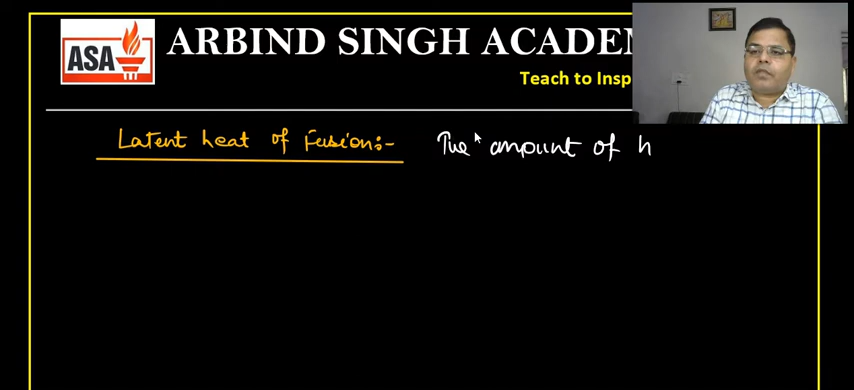 ASA
ARBIND SINGH ACADEM
Teach to Insp
Latent heat of Fusion:- The amount of h